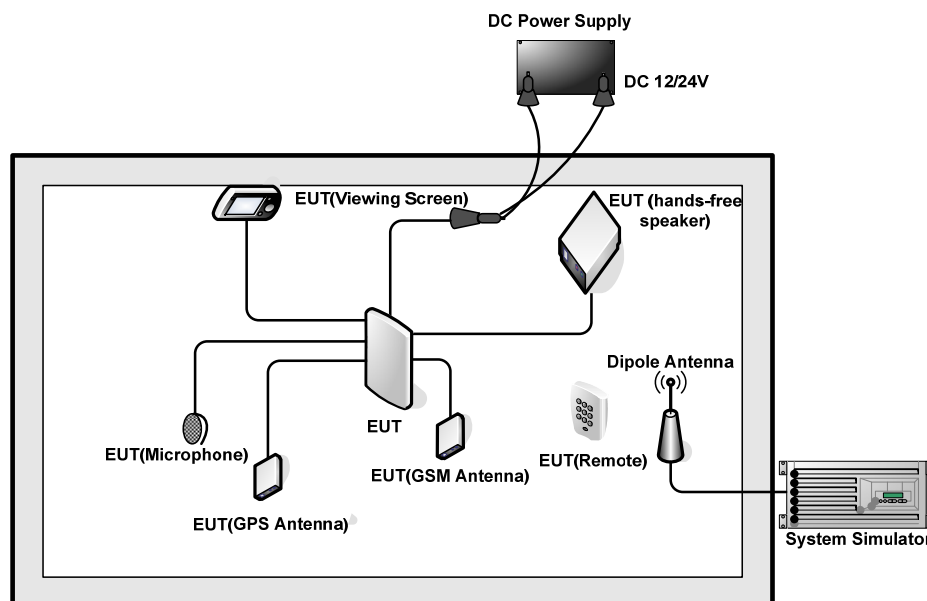 DC Power Supply
DC 12/24V
EUT(Viewing Screen)
EUT (hands-free
speaker)
Dipole Antenna
EUT
EUT(Microphone)
EUT(GSM Antenna)
EUT(Remote)
EUT(GPS Antenna)
System Simulator